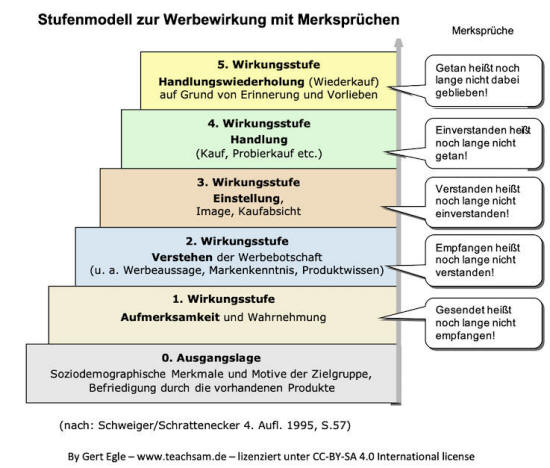 Stufenmodell zur Werbewirkung mit Merksprüchen
Merksprüche
5. Wirkungsstufe
Handlungswiederholung (Wiederkauf)
auf Grund von Erinnerung und Vorlieben
Getan heißt noch
lange nicht dabei
geblieben!
4. Wirkungsstufe
Handlung
(Kauf, Probierkauf etc.)
Einverstanden heißt
noch lange nicht
getan!
3. Wirkungsstufe
Einstellung,
Image, Kaufabsicht
Verstanden heißt
noch lange nicht
einverstanden!
2. Wirkungsstufe
Verstehen der Werbebotschaft
(u. a. Werbeaussage, Markenkenntnis, Produktwissen)
Empfangen heißt
noch lange nicht
verstanden!
1. Wirkungsstufe
Aufmerksamkeit und Wahrnehmung
Gesendet heißt
noch lange nicht
empfangen!
0. Ausgangslage
Soziodemographische Merkmale und Motive der Zielgruppe,
Befriedigung durch die vorhandenen Produkte
(nach: Schweiger/Schrattenecker 4. Aufl. 1995, S.57)
By Gert Egle – www.teachsam.de – lizenziert unter CC-BY-SA 4.0 International license